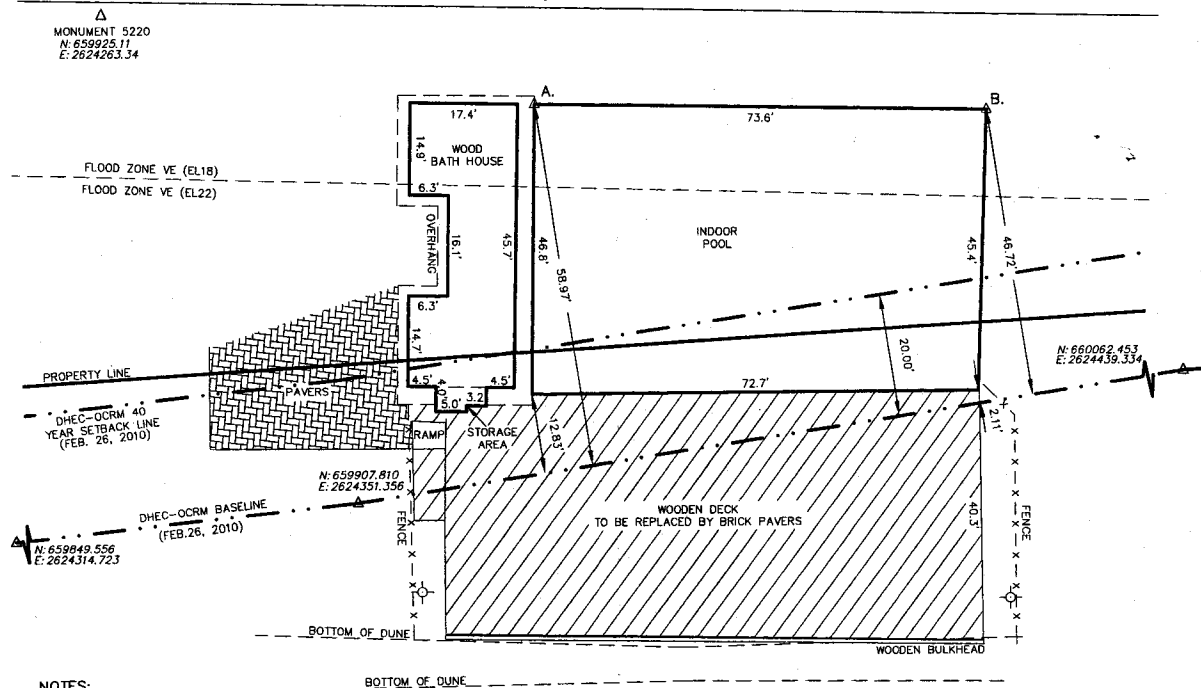 MONUMENT 5220
N: 659925.11
E: 2624263.34
A.
B.
17.4'
73.6'
14.9'
WOOD
BATH HOUSE
FLOOD ZONE VE (EL18)
FLOOD ZONE VE (EL22)
6.3'
OVERHANG
16.1'
45.7'
46.8'
58.97'
INDOOR
POOL
45.4'
46.72'
6.3'
14.7'
20.00'
N: 660062.453
E: 2624439.334
PROPERTY LINE
PAVERS
4.5'
4.0'
5.0'
3.2
4.5'
72.7'
DHEC-OCRM 40
YEAR SETBACK LINE
(FEB. 26, 2010)
RAMP
STORAGE
AREA
12.83'
2.11'
N: 659907.810
E: 2624351.356
DHEC-OCRM BASELINE
(FEB.26, 2010)
WOODEN DECK
TO BE REPLACED BY BRICK PAVERS
40.3'
FENCE
FENCE
N: 659849.556
E: 2624314.723
BOTTOM OF DUNE
WOODEN BULKHEAD
NOTES:
BOTTOM OF DUNE